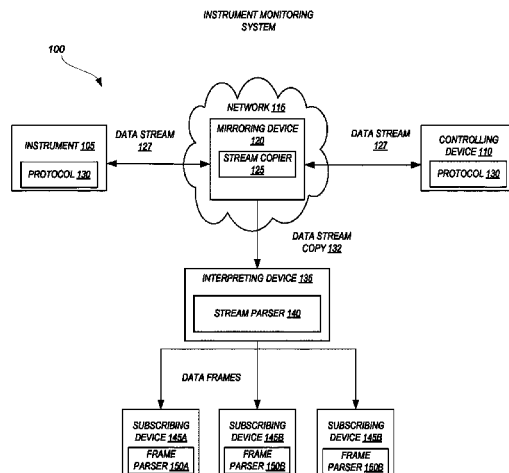 INSTRUMENT MONITORING
SYSTEM
100
NETWORK 115
INSTRUMENT 105
PROTOCOL 130
DATA STREAM
127
MIRRORING DEVICE
120
STREAM COPIER
125
DATA STREAM
127
CONTROLLING
DEVICE 110
PROTOCOL 130
DATA STREAM
COPY 132
INTERPRETING DEVICE 135
STREAM PARSER 140
DATA FRAMES
SUBSCRIBING
DEVICE 145A
FRAME
PARSER 150A
SUBSCRIBING
DEVICE 145B
FRAME
PARSER 150B
SUBSCRIBING
DEVICE 145B
FRAME
PARSER 150B